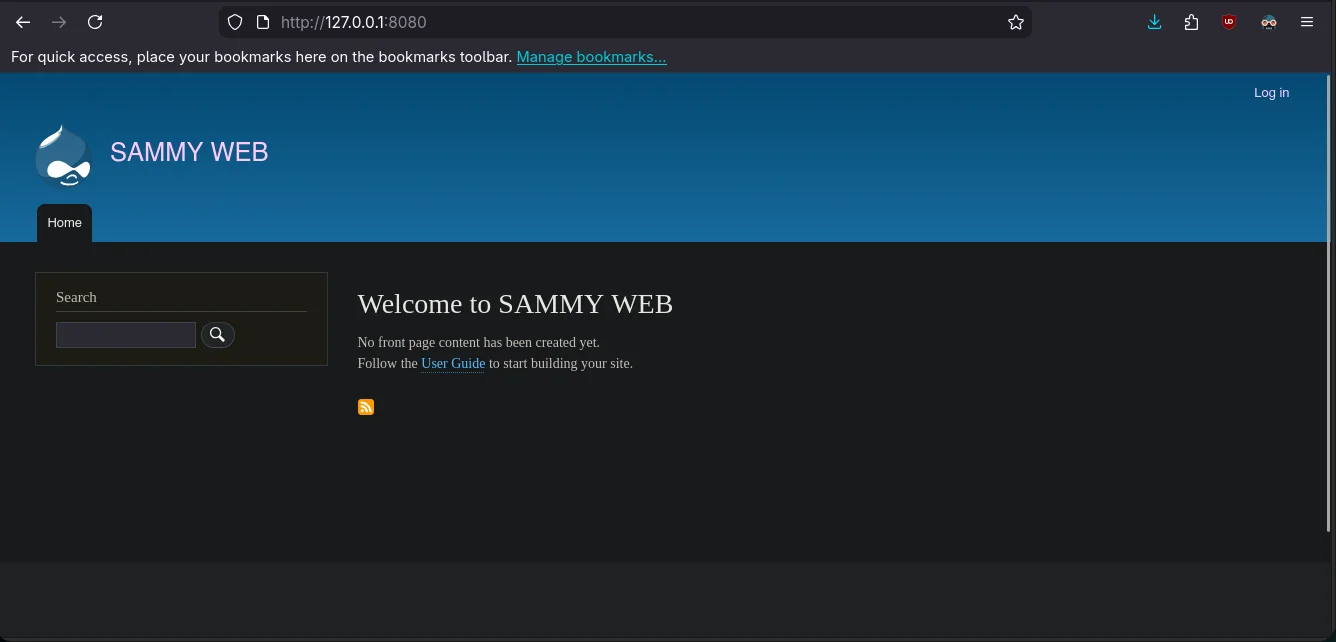 http://127.0.0.1:8080
For quick access, place your bookmarks here on the bookmarks toolbar. Manage bookmarks...
Log in
SAMMY WEB
Home
Search
Welcome to SAMMY WEB
No front page content has been created yet.
Follow the User Guide to start building your site.